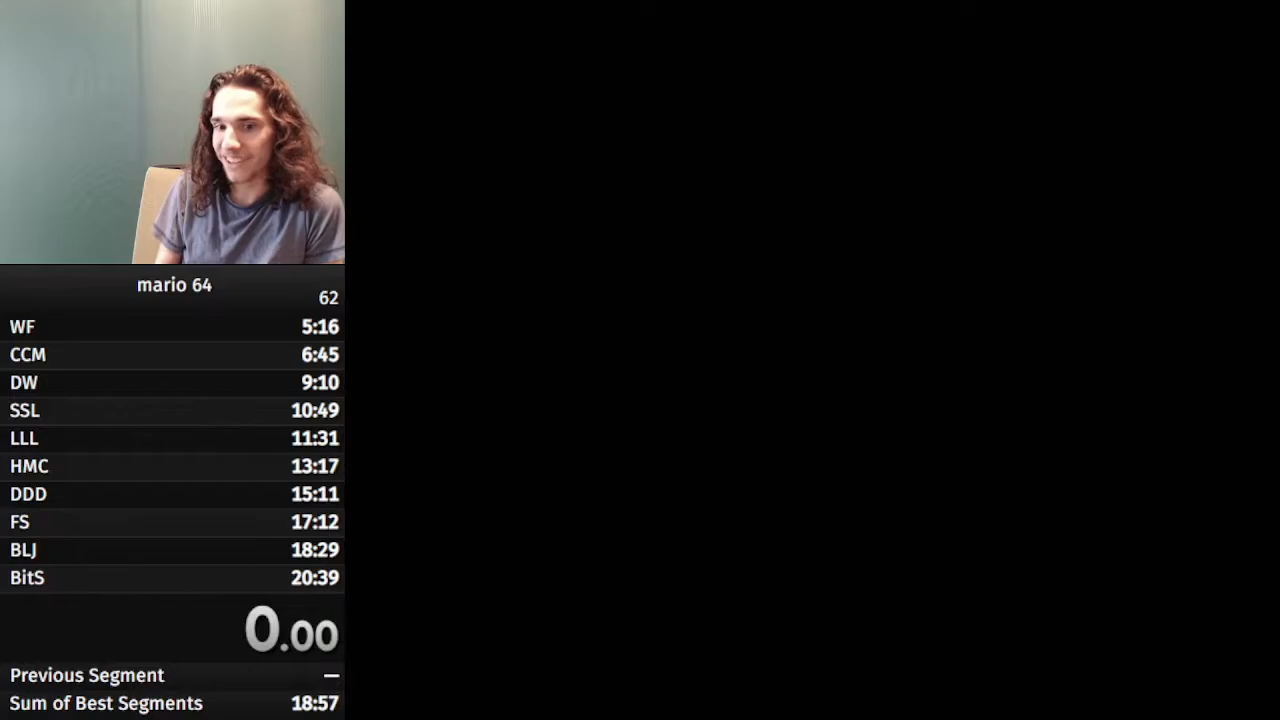 mario 64
62
WF 5:16
CCM 6:45
DW 9:10
SSL 10:49
LLL 11:31
HMC 13:17
DDD 15:11
FS 17:12
BLJ 18:29
BitS 20:39
0.00
Previous Segment —
Sum of Best Segments 18:57